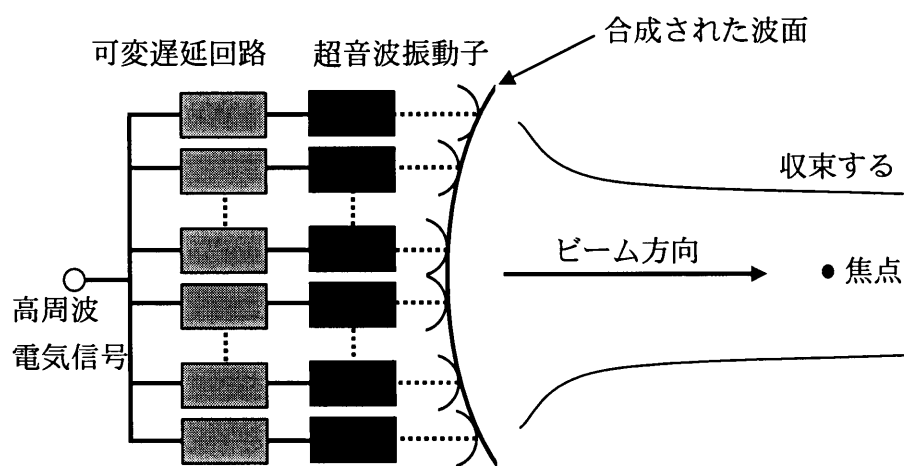 合成された波面
可変遅延回路
超音波振動子
収束する
ビーム方向
焦点
高周波
電気信号